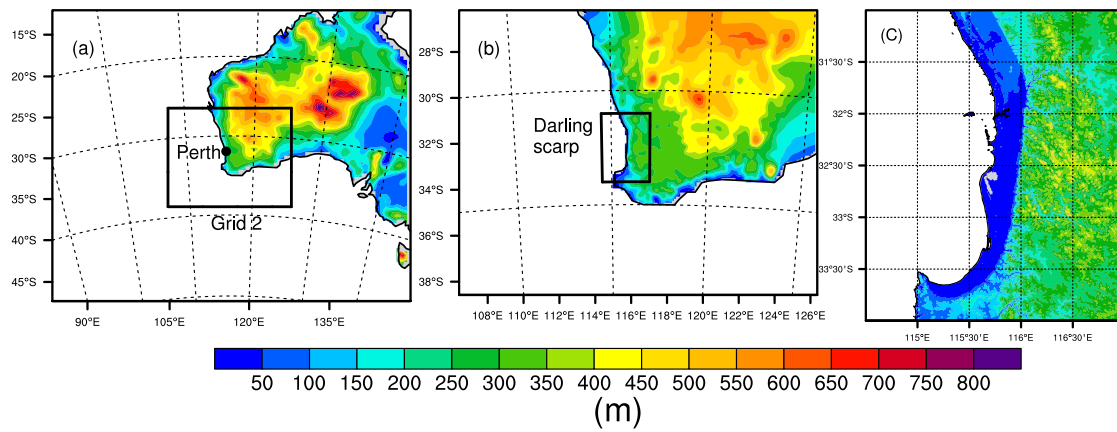 (a)
15°S
20°S
25°S
30°S
35°S
40°S
45°S
Perth
Grid 2
90°E
105°E
120°E
135°E
(b)
28°S
30°S
32°S
34°S
36°S
38°S
Darling
scarp
108°E
110°E
112°E
114°E
116°E
118°E
120°E
122°E
124°E
126°E
(C)
31°30'S
32°S
32°30'S
33°S
33°30'S
115°E
115°30'E
116°E
116°30'E
50 100 150 200 250 300 350 400 450 500 550 600 650 700 750 800
(m)